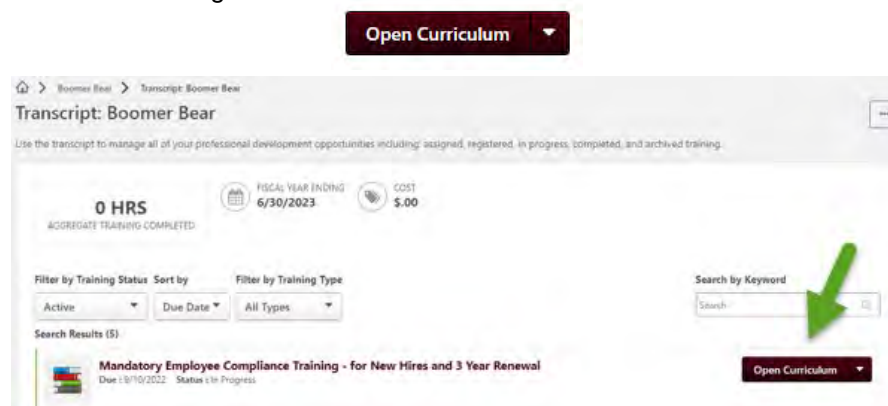 Open Curriculum
Boomer Bear > Transcript: Boomer Bear
Transcript: Boomer Bear
Use the transcript to manage all of your professional development opportunities including: assigned, registered, in progress, completed, and archived training.
0 HRS
AGGREGATE TRAINING COMPLETED
FISCAL YEAR ENDING
6/30/2023
COST
$.00
Filter by Training Status Sort by Filter by Training Type Search by Keyword
Active Due Date All Types Search
Search Results (5)
Mandatory Employee Compliance Training - for New Hires and 3 Year Renewal
Due : 9/10/2022 Status : In Progress
Open Curriculum